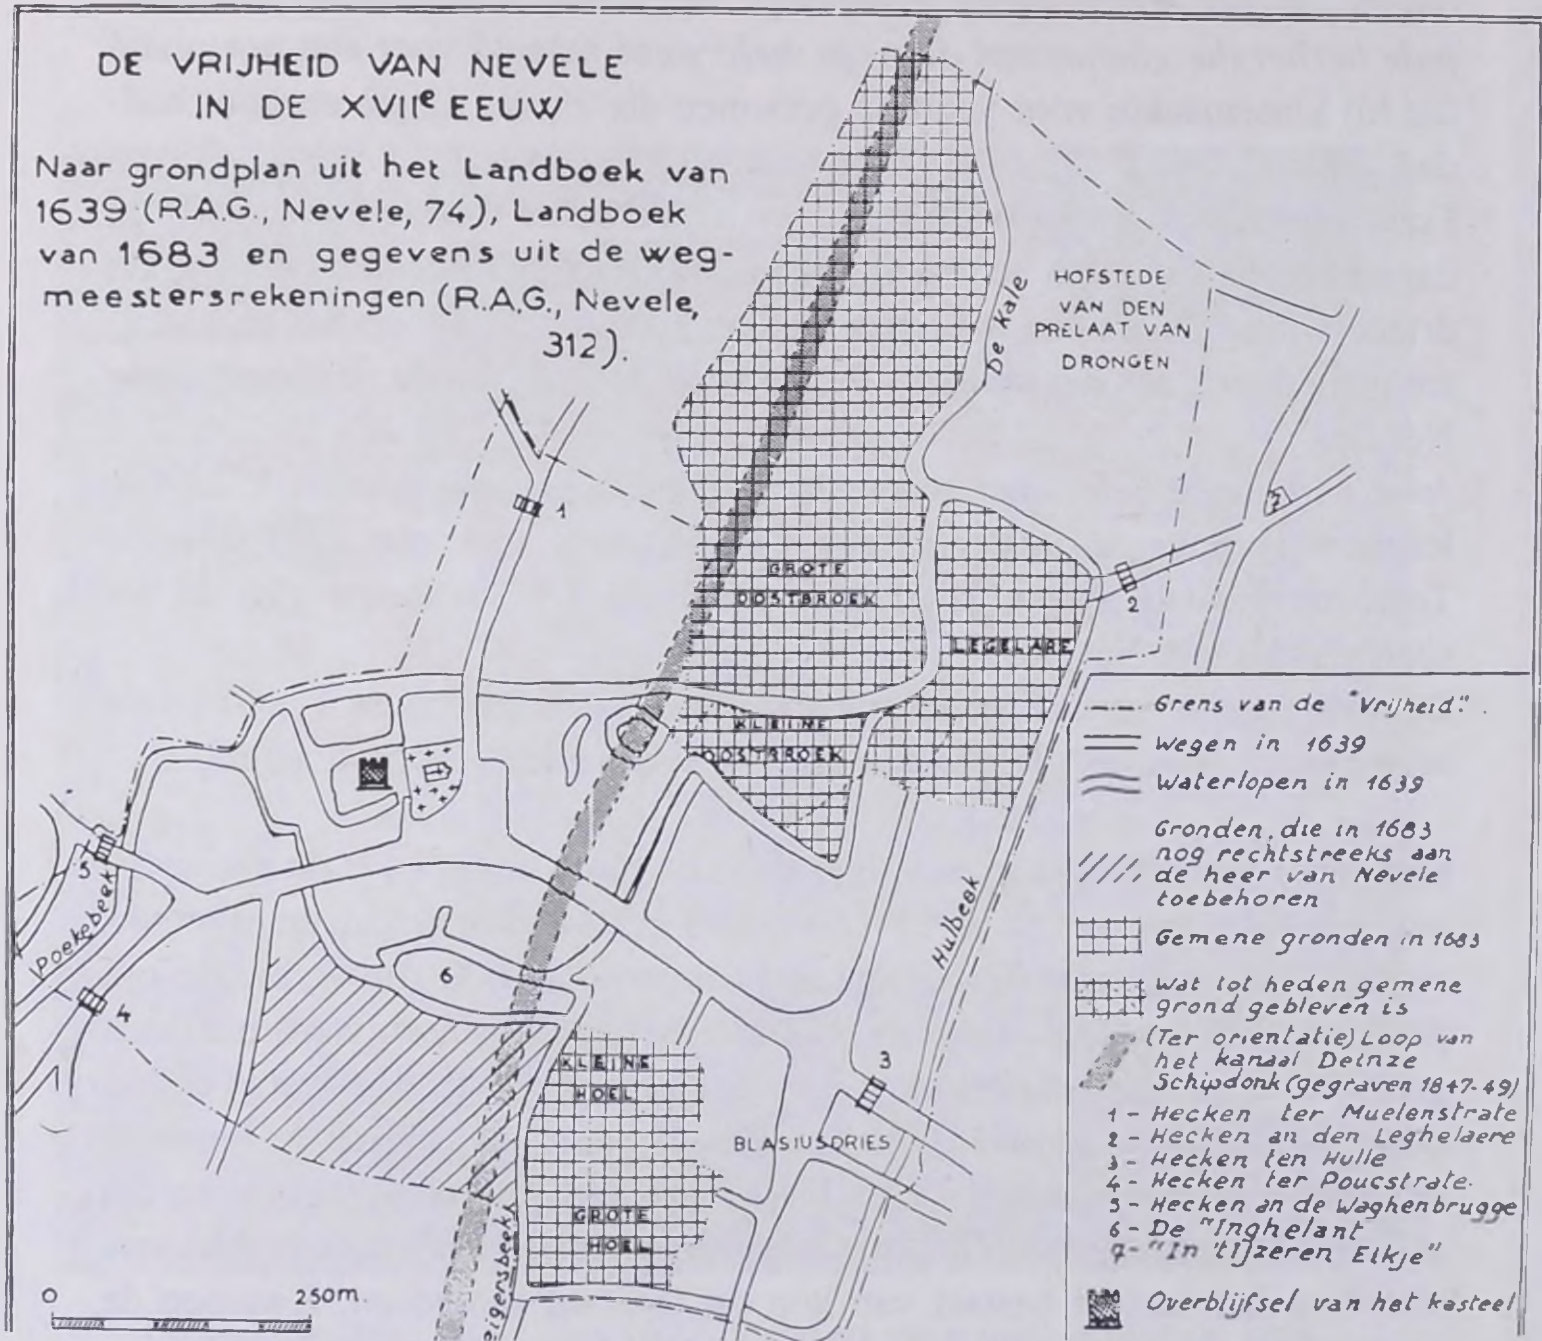 DE VRIJHEID VAN NEVELE
IN DE XVIIe EEUW
Naar grondplan uit het Landboek van
1639 (R.A.G., Nevele, 74), Landboek
van 1683 en gegevens uit de weg-
meestersrekeningen (R.A.G., Nevele,
312).
De Kale
HOFSTEDE
VAN DEN
PRELAAT VAN
DRONGEN
1
7
2
GROTE
OOSTBROEK
LEGELARE
KLEINE
OOSTBROEK
5
Poekebeek
4
6
Hulbeek
3
KLEINE
HOEL
BLASIUSDRIES
GROTE
HOEL
eigersbeek
0 250m.
Grens van de "Vrijheid".
Wegen in 1639
Waterlopen in 1639
Gronden, die in 1683
nog rechtstreeks aan
de heer van Nevele
toebehoren
Gemene gronden in 1683
Wat tot heden gemene
grond gebleven is
(Ter orientatie) Loop van
het kanaal Deinze
Schipdonk (gegraven 1847-49)
1 - Hecken ter Muelenstrate
2 - Hecken an den Leghelaere
3 - Hecken ten Hulle
4 - Hecken ter Poucstrate.
5 - Hecken an de Waghenbrugge
6 - De "Inghelant"
7 - "In 't IJzeren Elkje"
Overblijfsel van het kasteel